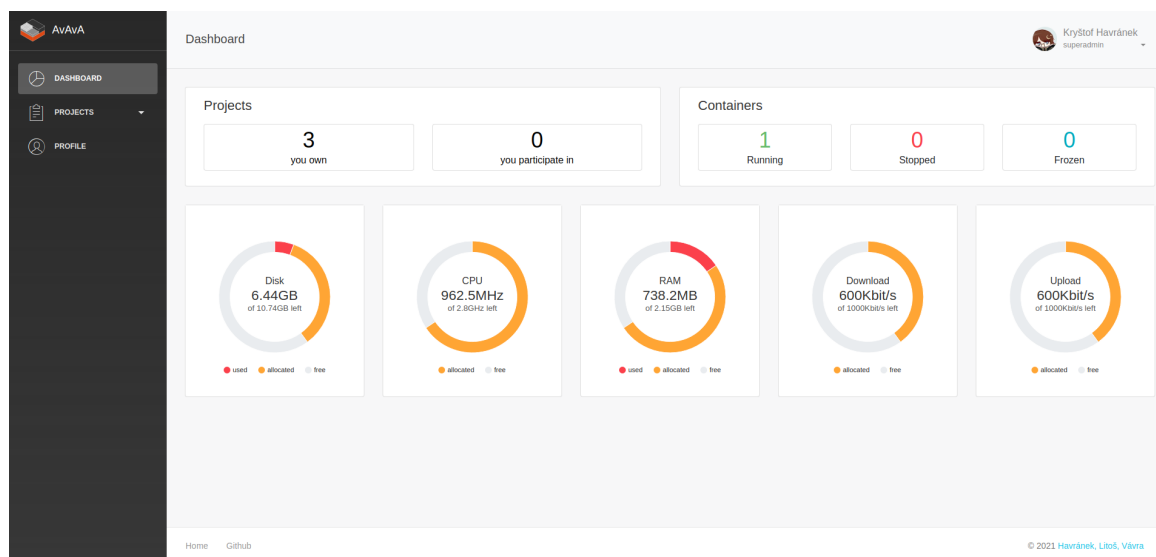 AvAvA
Dashboard
Kryštof Havránek
superadmin
DASHBOARD
PROJECTS
PROFILE
Projects
3
you own
0
you participate in
Containers
1
Running
0
Stopped
0
Frozen
Disk
6.44GB
of 10.74GB left
used allocated free
CPU
962.5MHz
of 2.8GHz left
allocated free
RAM
738.2MB
of 2.15GB left
used allocated free
Download
600Kbit/s
of 1000Kbit/s left
allocated free
Upload
600Kbit/s
of 1000Kbit/s left
allocated free
Home Github
© 2021 Havránek, Litoš, Vávra